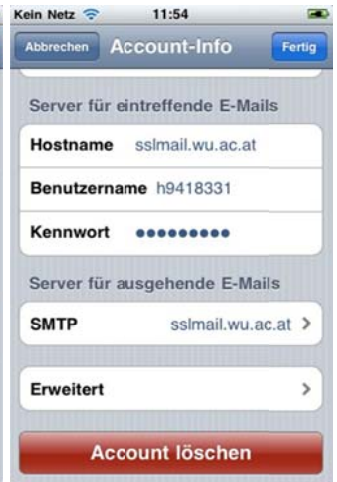 Kein Netz 11:54
Abbrechen Account-Info Fertig
Server für eintreffende E-Mails
Hostname sslmail.wu.ac.at
Benutzername h9418331
Kennwort ●●●●●●●●●
Server für ausgehende E-Mails
SMTP sslmail.wu.ac.at >
Erweitert >
Account löschen